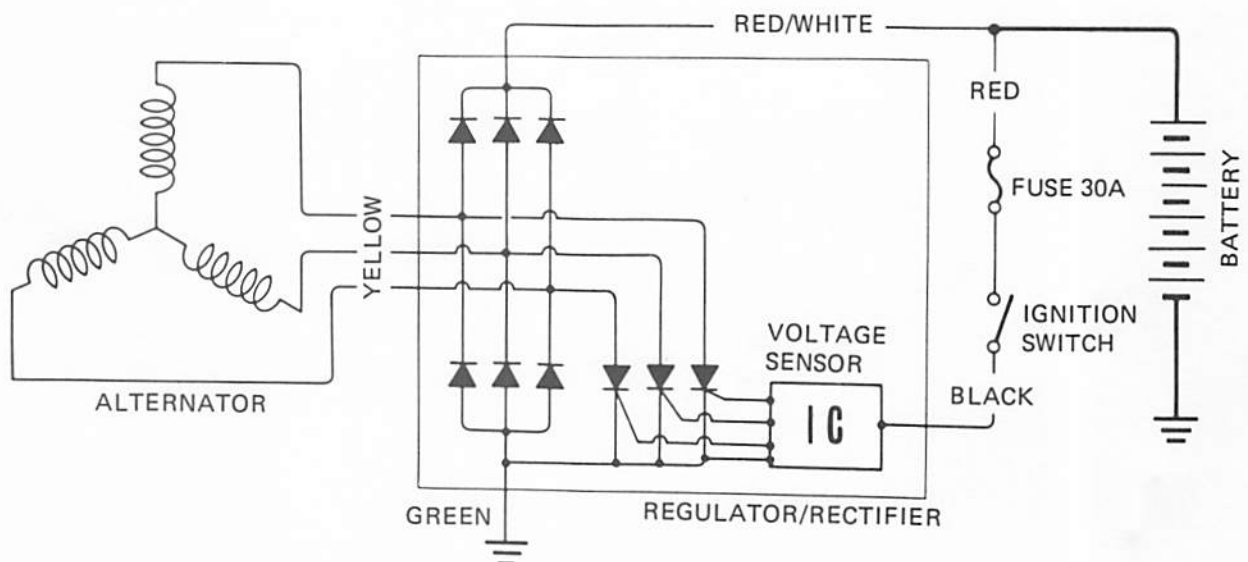 RED/WHITE
RED
FUSE 30A
BATTERY
YELLOW
IGNITION
SWITCH
VOLTAGE
SENSOR
BLACK
ALTERNATOR
IC
GREEN
REGULATOR/RECTIFIER